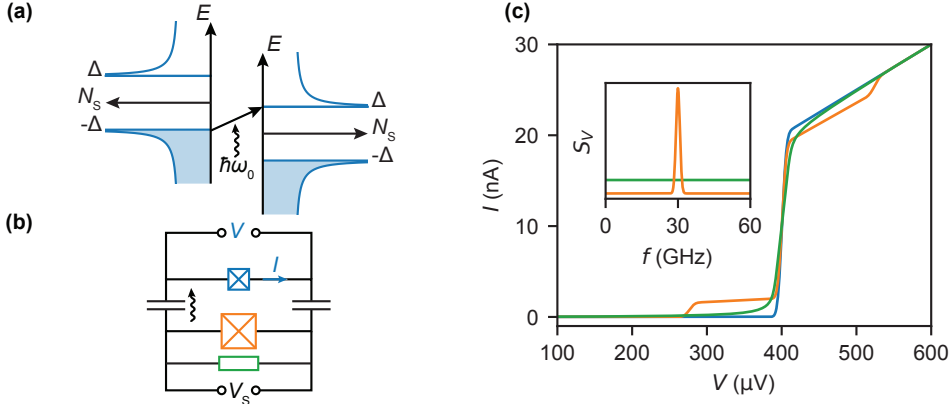 (a)
E
E
Δ
N_S
-Δ
ħω₀
Δ
N_S
-Δ
(b)
V
I
V_S
(c)
30
20
10
0
I (nA)
100
200
300
400
500
600
V (μV)
S_V
0
30
60
f (GHz)